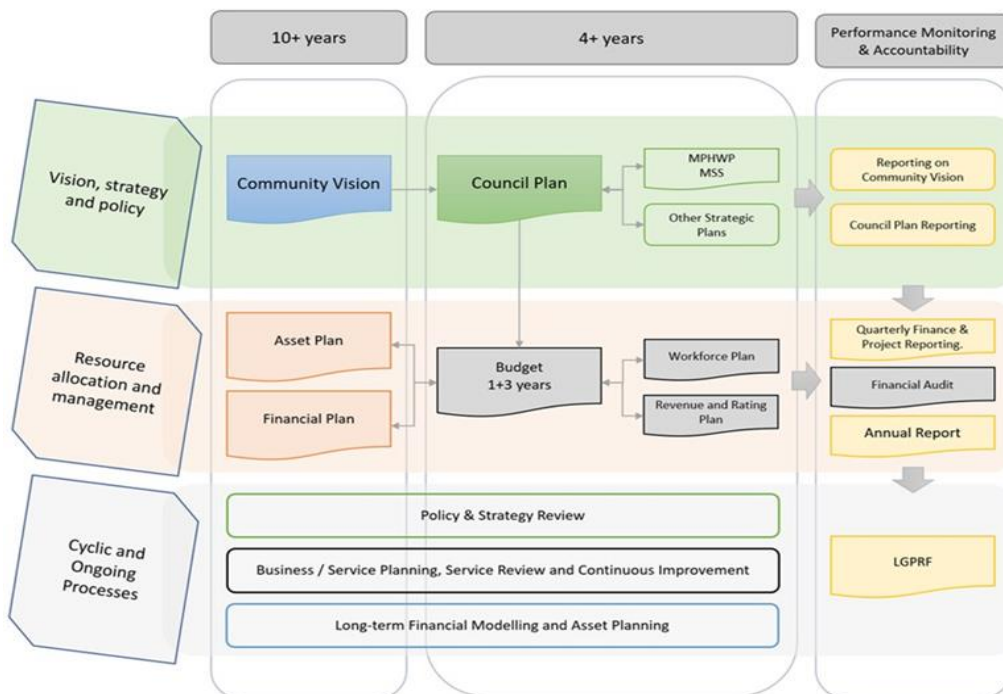 10+ years
4+ years
Performance Monitoring
& Accountability
Vision, strategy
and policy
Community Vision
Council Plan
MPHWP
MSS
Other Strategic
Plans
Reporting on
Community Vision
Council Plan Reporting
Resource
allocation and
management
Asset Plan
Financial Plan
Budget
1+3 years
Workforce Plan
Revenue and Rating
Plan
Quarterly Finance &
Project Reporting.
Financial Audit
Annual Report
Cyclic and
Ongoing
Processes
Policy & Strategy Review
Business / Service Planning, Service Review and Continuous Improvement
Long-term Financial Modelling and Asset Planning
LGPRF